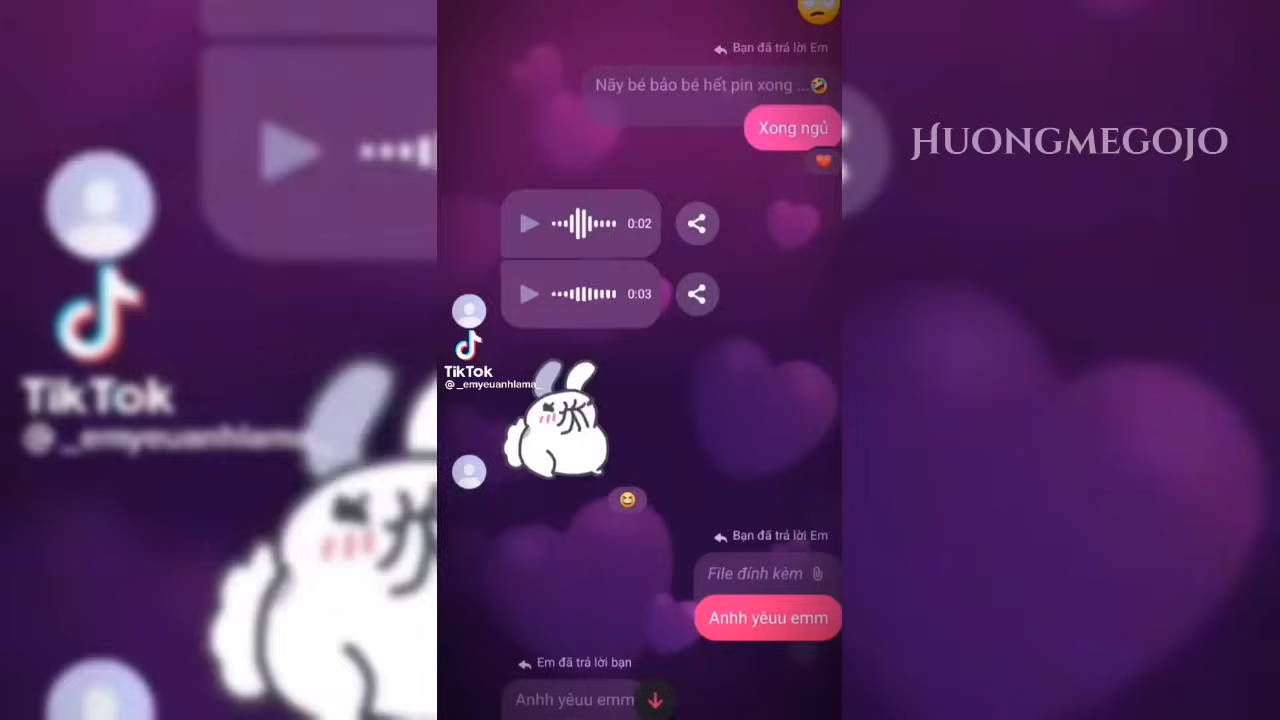 Bạn đã trả lời Em
Nãy bé bảo bé hết pin xong ...🤣
Xong ngủ
HUONGMEGOJO
0:02
0:03
TikTok
@_emyeuanhlama_
Bạn đã trả lời Em
File đính kèm
Anhh yêuu emm
Em đã trả lời bạn
Anhh yêuu emm
TikTok
@_emyeuanhlama